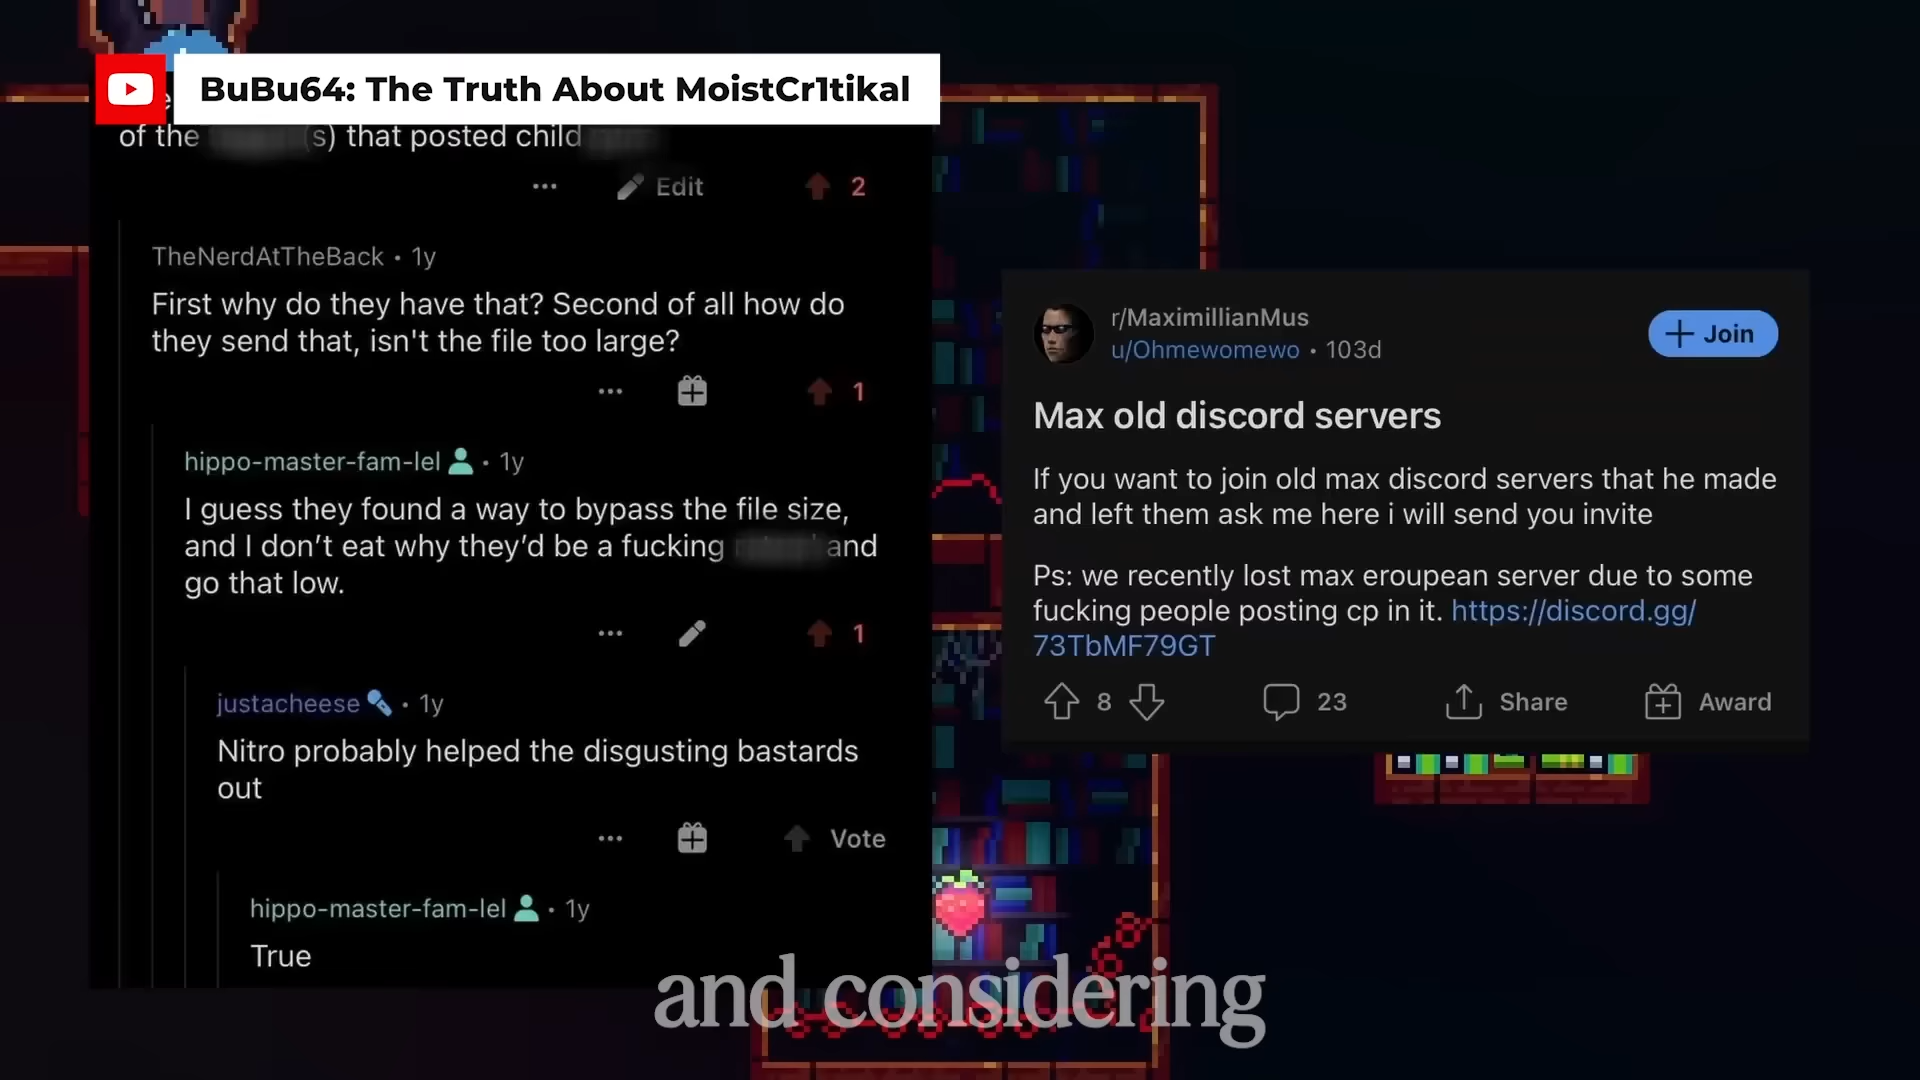 BuBu64: The Truth About MoistCr1tikal
of the (s) that posted child
Edit
2
TheNerdAtTheBack • 1y
First why do they have that? Second of all how do
they send that, isn't the file too large?
1
hippo-master-fam-lel • 1y
I guess they found a way to bypass the file size,
and I don't eat why they'd be a fucking and
go that low.
1
justacheese • 1y
Nitro probably helped the disgusting bastards
out
Vote
hippo-master-fam-lel • 1y
True
r/MaximillianMus
u/Ohmewomewo • 103d
Join
Max old discord servers
If you want to join old max discord servers that he made
and left them ask me here i will send you invite
Ps: we recently lost max eroupean server due to some
fucking people posting cp in it. https://discord.gg/
73TbMF79GT
8
23
Share
Award
and considering